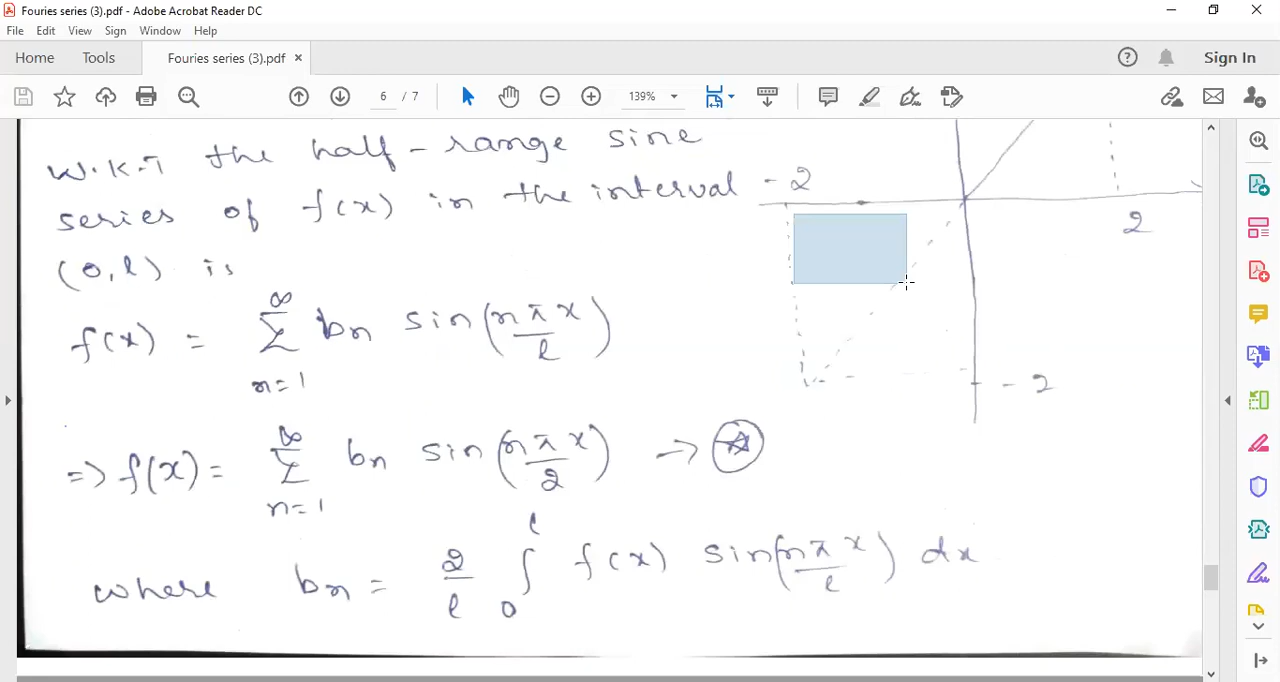 Fouries series (3).pdf - Adobe Acrobat Reader DC
File Edit View Sign Window Help
Home Tools Fouries series (3).pdf × Sign In
6 / 7 139%
W.K.T the half-range sine
series of f(x) in the interval
(0,l) is
f(x) = ∑_{n=1}^{∞} bn sin(nπx/l)
=> f(x) = ∑_{n=1}^{∞} bn sin(nπx/2) → ☆
where bn = 2/l ∫_0^l f(x) sin(nπx/l) dx
-2
2
-2